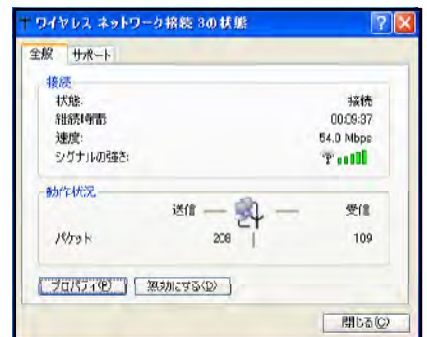 ワイヤレス ネットワーク接続 3の状態
全般 サポート
接続
状態: 接続
継続時間: 00:09:37
速度: 54.0 Mbps
シグナルの強さ:
動作状況
送信 — — 受信
パケット 208 | 109
プロパティ(P) 無効にする(D)
閉じる(C)